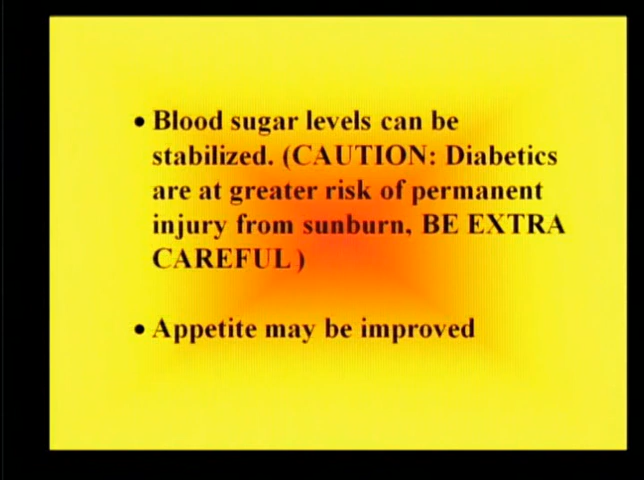 • Blood sugar levels can be
stabilized. (CAUTION: Diabetics
are at greater risk of permanent
injury from sunburn, BE EXTRA
CAREFUL)
• Appetite may be improved